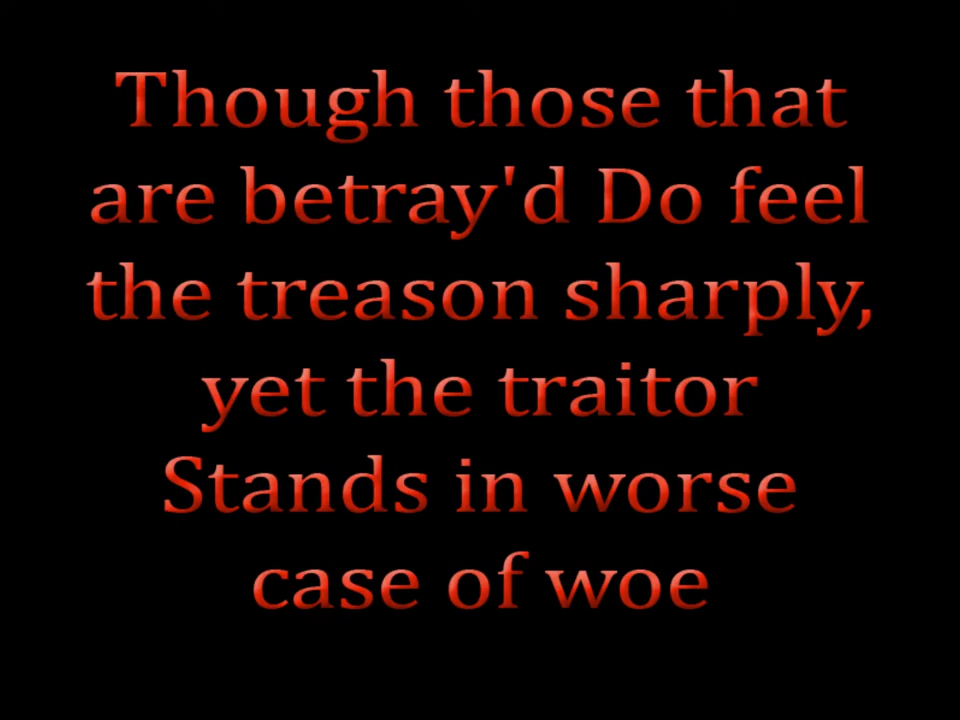 Though those that
are betray'd Do feel
the treason sharply,
yet the traitor
Stands in worse
case of woe